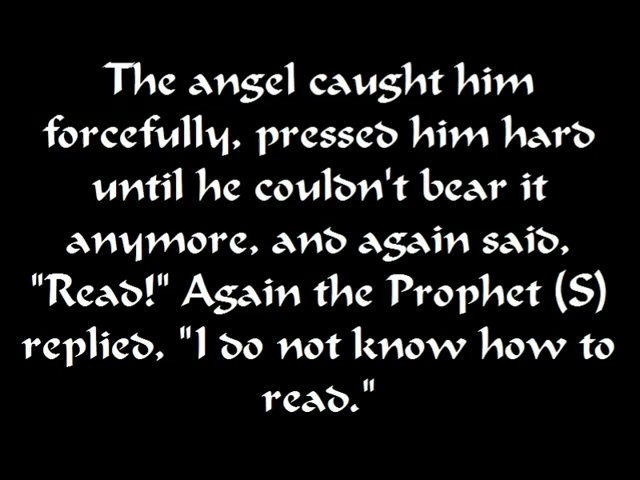 The angel caught him
forcefully, pressed him hard
until he couldn't bear it
anymore, and again said,
"Read!" Again the Prophet (S)
replied, "I do not know how to
read."